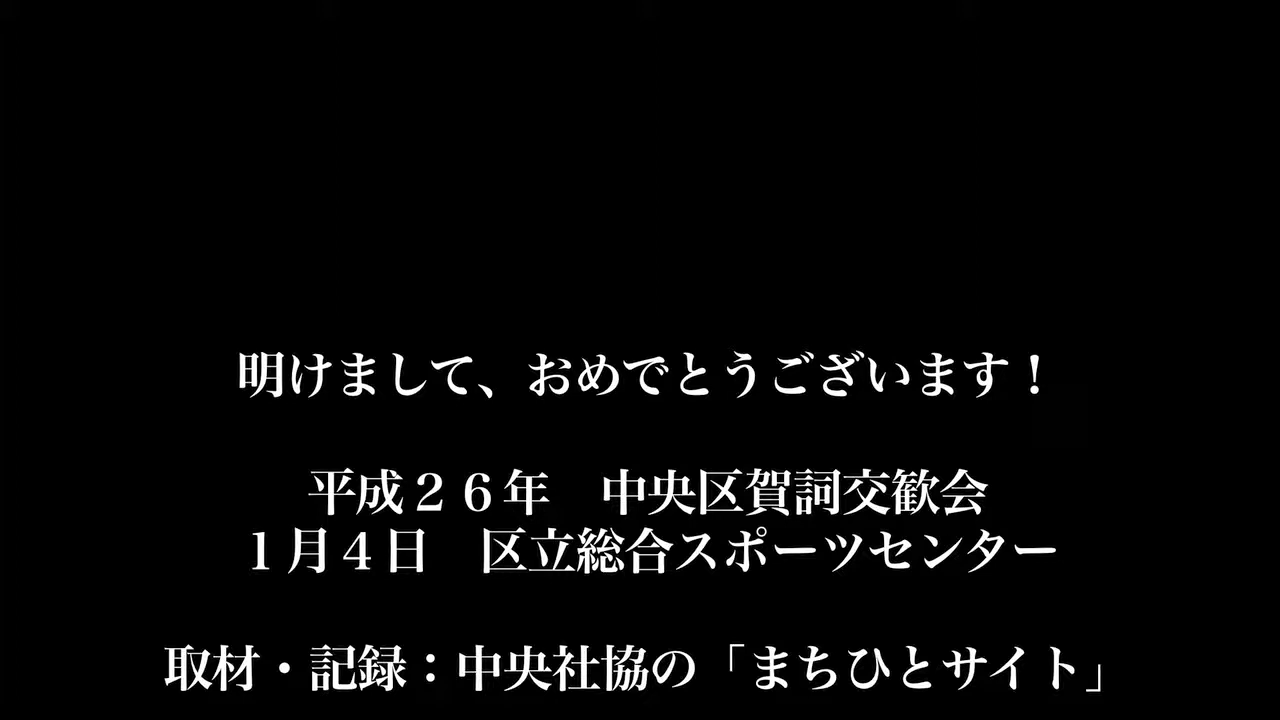 明けまして、おめでとうございます！
平成２６年　中央区賀詞交歓会
１月４日　区立総合スポーツセンター
取材・記録：中央社協の「まちひとサイト」